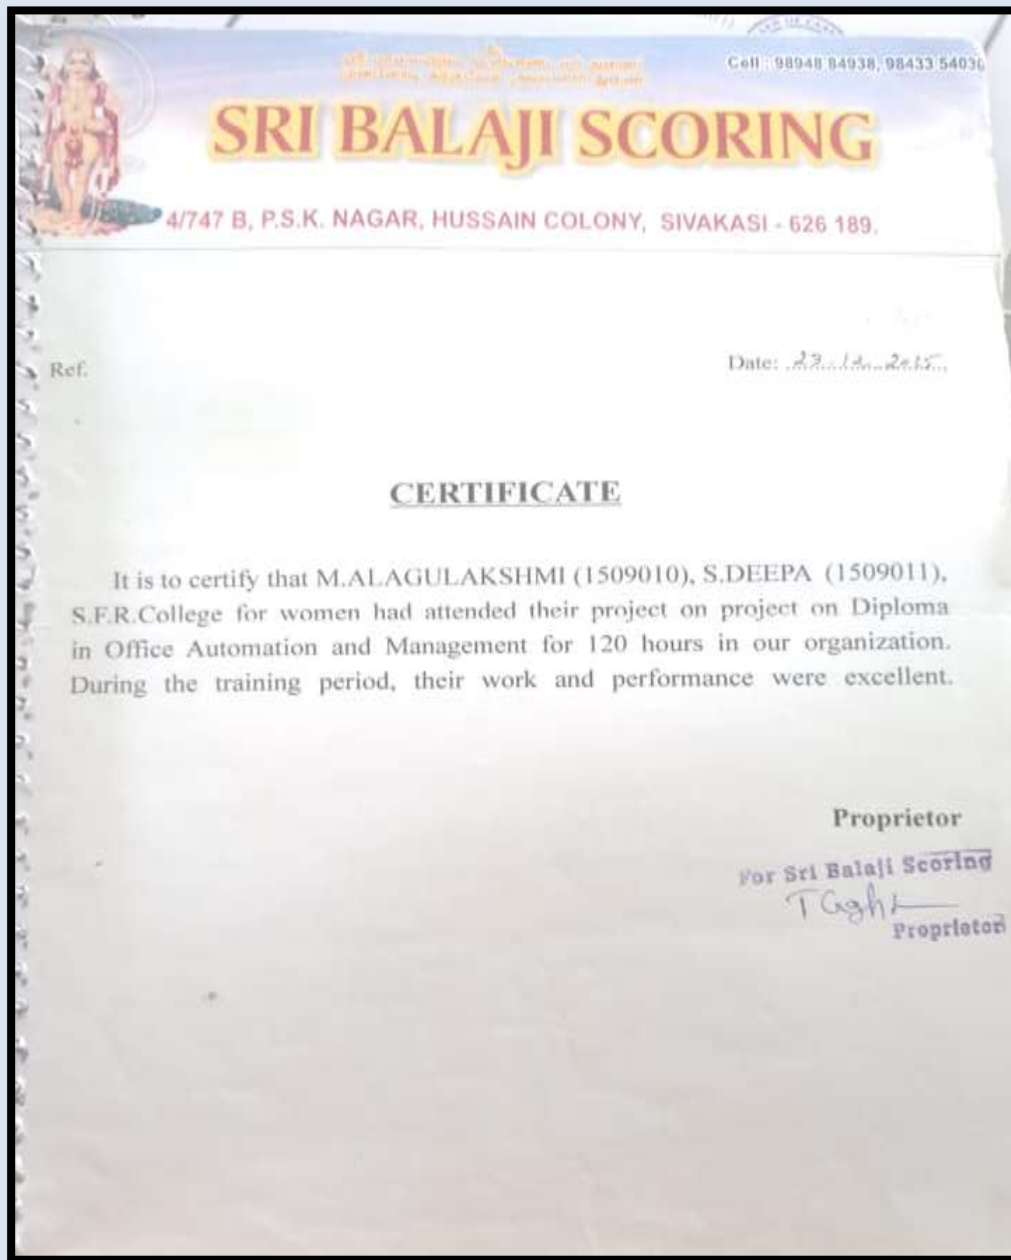 Cell : 98948 84938, 98433 54036
SRI BALAJI SCORING
4/747 B, P.S.K. NAGAR, HUSSAIN COLONY, SIVAKASI - 626 189.
Ref.
Date: 23.12.2015
CERTIFICATE
It is to certify that M.ALAGULAKSHMI (1509010), S.DEEPA (1509011),
S.F.R.College for women had attended their project on project on Diploma
in Office Automation and Management for 120 hours in our organization.
During the training period, their work and performance were excellent.
Proprietor
For Sri Balaji Scoring
Proprietor